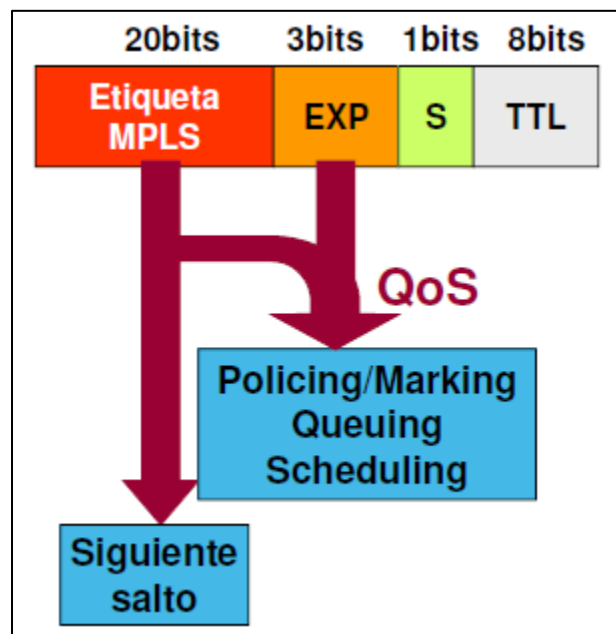 20bits 3bits 1bits 8bits
Etiqueta
MPLS
EXP
S
TTL
QoS
Policing/Marking
Queuing
Scheduling
Siguiente
salto